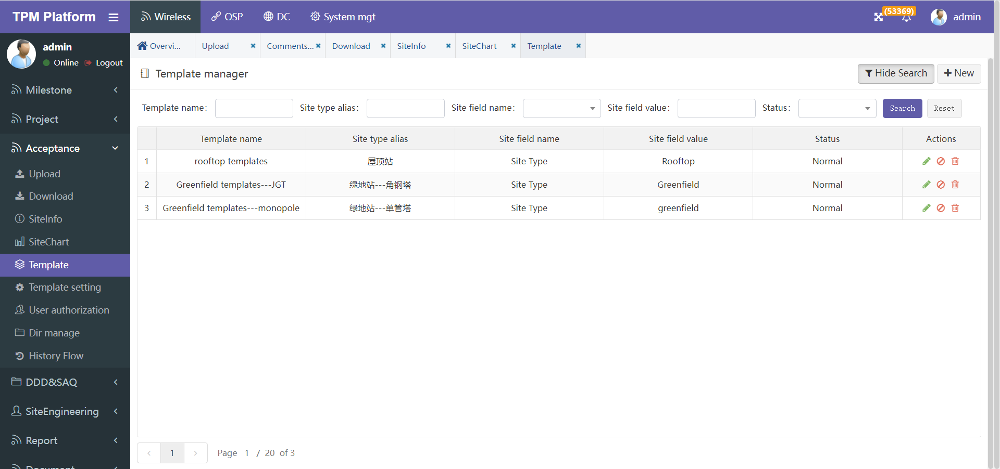 TPM Platform
Wireless OSP DC System mgt
(53369) admin
admin
Online Logout
Overvi... Upload Comments... Download SiteInfo SiteChart Template
Milestone
Project
Acceptance
Upload
Download
SiteInfo
SiteChart
Template
Template setting
User authorization
Dir manage
History Flow
DDD&SAQ
SiteEngineering
Report
Document
Template manager
Hide Search New
Template name: Site type alias: Site field name: Site field value: Status: Search Reset
Template name Site type alias Site field name Site field value Status Actions
1 rooftop templates 屋顶站 Site Type Rooftop Normal
2 Greenfield templates---JGT 绿地站---角钢塔 Site Type Greenfield Normal
3 Greenfield templates---monopole 绿地站---单管塔 Site Type greenfield Normal
1 Page 1 / 20 of 3